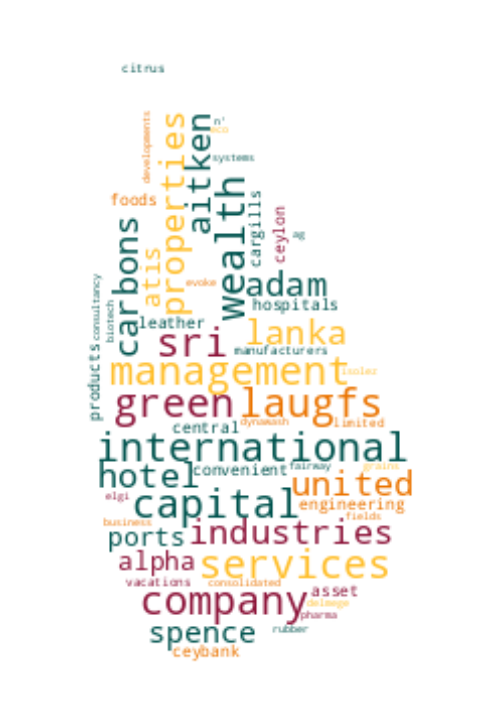 citrus
developments
properties
aitken
n'
eco
systems
foods
wealth
cargills
ceylon
ag
carbons
atis
evoke
adam
hospitals
consultancy
biotech
leather
sri
lanka
manufacturers
products
management
isolez
green
laugfs
central
dynawash
limited
international
hotel
convenient
fairway
grains
united
elgi
capital
engineering
business
fields
ports
industries
alpha
services
vacations
consolidated
asset
company
delmege
pharma
spence
rubber
ceybank